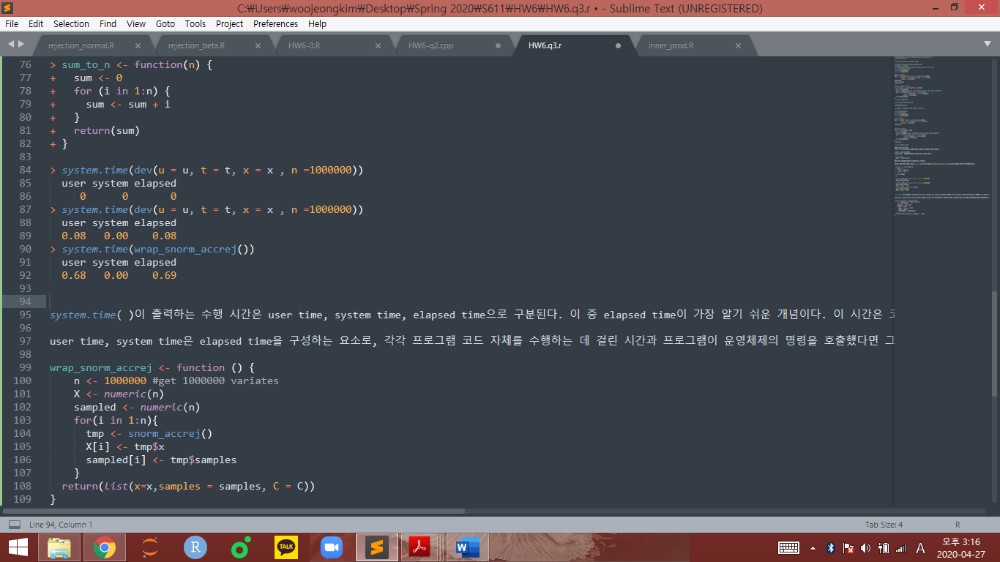 C:\Users\woojeongkim\Desktop\Spring 2020\S611\HW6\HW6.q3.r • - Sublime Text (UNREGISTERED)
File Edit Selection Find View Goto Tools Project Preferences Help
rejection_normal.R rejection_beta.R HW6-0.R HW6-q2.cpp HW6.q3.r inner_prod.R
76 > sum_to_n <- function(n) {
77 +   sum <- 0
78 +   for (i in 1:n) {
79 +     sum <- sum + i
80 +   }
81 +   return(sum)
82 + }
83
84 > system.time(dev(u = u, t = t, x = x , n =1000000))
85   user system elapsed
86      0      0       0
87 > system.time(dev(u = u, t = t, x = x , n =1000000))
88   user system elapsed
89   0.08   0.00    0.08
90 > system.time(wrap_snorm_accrej())
91   user system elapsed
92   0.68   0.00    0.69
93
94
95 system.time( )이 출력하는 수행 시간은 user time, system time, elapsed time으로 구분된다. 이 중 elapsed time이 가장 알기 쉬운 개념이다. 이 시간은
96
97 user time, system time은 elapsed time을 구성하는 요소로, 각각 프로그램 코드 자체를 수행하는 데 걸린 시간과 프로그램이 운영체제의 명령을 호출했다면 그
98
99 wrap_snorm_accrej <- function () {
100     n <- 1000000 #get 1000000 variates
101     X <- numeric(n)
102     sampled <- numeric(n)
103     for(i in 1:n){
104       tmp <- snorm_accrej()
105       X[i] <- tmp$x
106       sampled[i] <- tmp$samples
107     }
108   return(list(x=x,samples = samples, C = C))
109 }
Line 94, Column 1 Tab Size: 4 R
R TALK W A 오후 3:16
2020-04-27